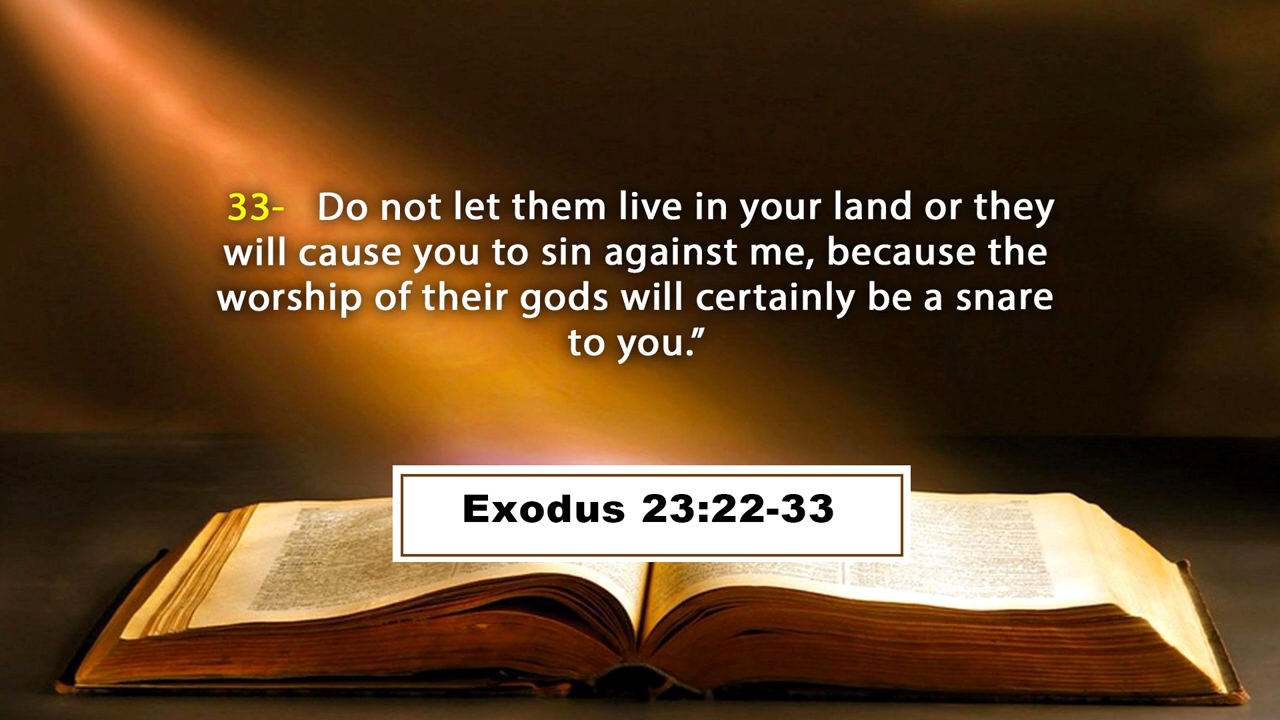 33- Do not let them live in your land or they
will cause you to sin against me, because the
worship of their gods will certainly be a snare
to you.”
Exodus 23:22-33